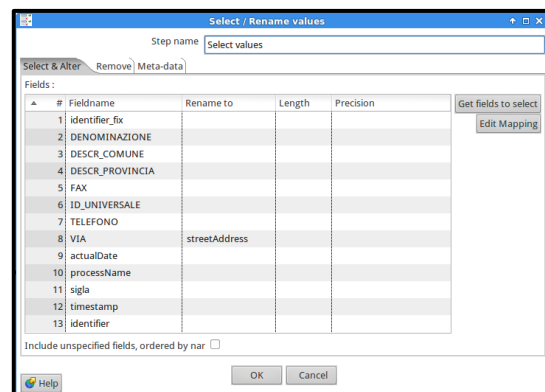 Select / Rename values
Step name Select values
Select & Alter Remove Meta-data
Fields :
# Fieldname Rename to Length Precision
1 identifier_fix
2 DENOMINAZIONE
3 DESCR_COMUNE
4 DESCR_PROVINCIA
5 FAX
6 ID_UNIVERSALE
7 TELEFONO
8 VIA streetAddress
9 actualDate
10 processName
11 sigla
12 timestamp
13 identifier
Get fields to select
Edit Mapping
Include unspecified fields, ordered by nar
OK Cancel
Help